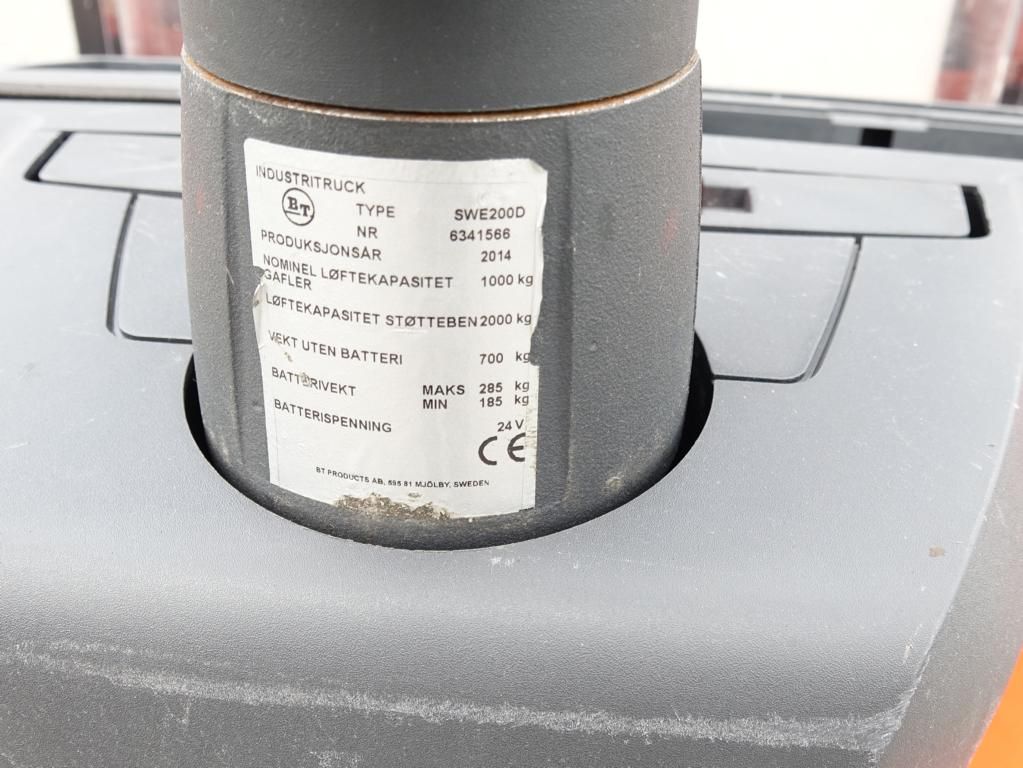 INDUSTRITRUCK
BT TYPE SWE200D
NR 6341566
PRODUKSJONSÅR 2014
NOMINEL LØFTEKAPASITET 1000 kg
GAFLER
LØFTEKAPASITET STØTTEBEN 2000 kg
VEKT UTEN BATTERI 700 kg
BATTERIVEKT MAKS 285 kg
MIN 185 kg
BATTERISPENNING 24 V
CE
BT PRODUCTS AB, 595 81 MJÖLBY, SWEDEN